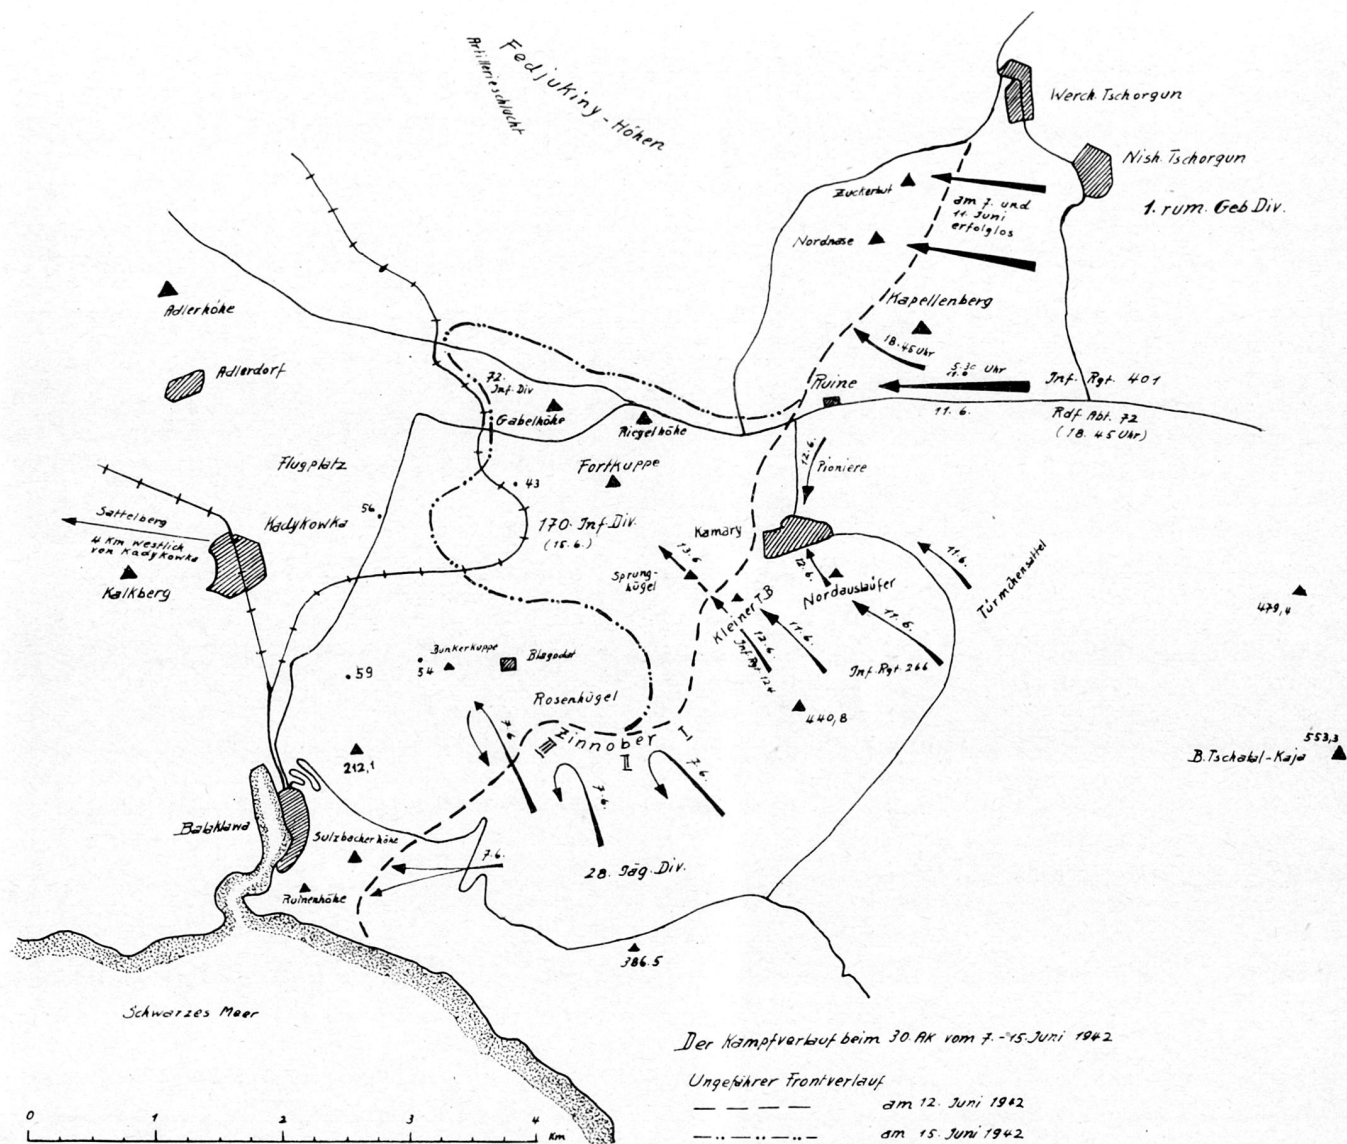 Fedjukiny-Höhen
Artillerieschlucht
Werch. Tschorgun
Nish. Tschorgun
1. rum. Geb. Div.
Zuckerhut
am 7. und
11. Juni
erfolglos
Nordnase
Kapellenberg
18.45 Uhr
Adlerhöhe
Adlerdorf
72.
Inf. Div
Gabelhöhe
Riegelhöhe
Ruine
Uhr
Inf. Rgt. 401
11. 6.
Rdf. Abt. 72
(18.45 Uhr)
Flugplatz
Fortkuppe
12.6.
Pioniere
43
56
Sattelberg
4 Km westlich
von Kadykowka
Kadykowka
Kalkberg
170. Inf. Div.
(15.6.)
Kamary
13.6.
Sprung-
hügel
12.6.
Nordausläufer
11.6.
Türmchensattel
479,4
Kleiner T.B
12.6.
Inf. Rgt 124
11.6.
11.6.
Inf. Rgt. 266
440,8
59
54
Bunkerkuppe
Blagodat
Rosenhügel
Zinnober
I
II
III
7.6.
7.6.
7.6.
553,3
B. Tschatal-Kaja
212,1
Balaklawa
Sulzbacherhöhe
7.6.
28. Jäg. Div.
Ruinenhöhe
386.5
Schwarzes Meer
Der Kampfverlauf beim 30. AK vom 7.-15. Juni 1942
Ungefährer Frontverlauf
am 12. Juni 1942
am 15. Juni 1942
0 1 2 3 4
Km